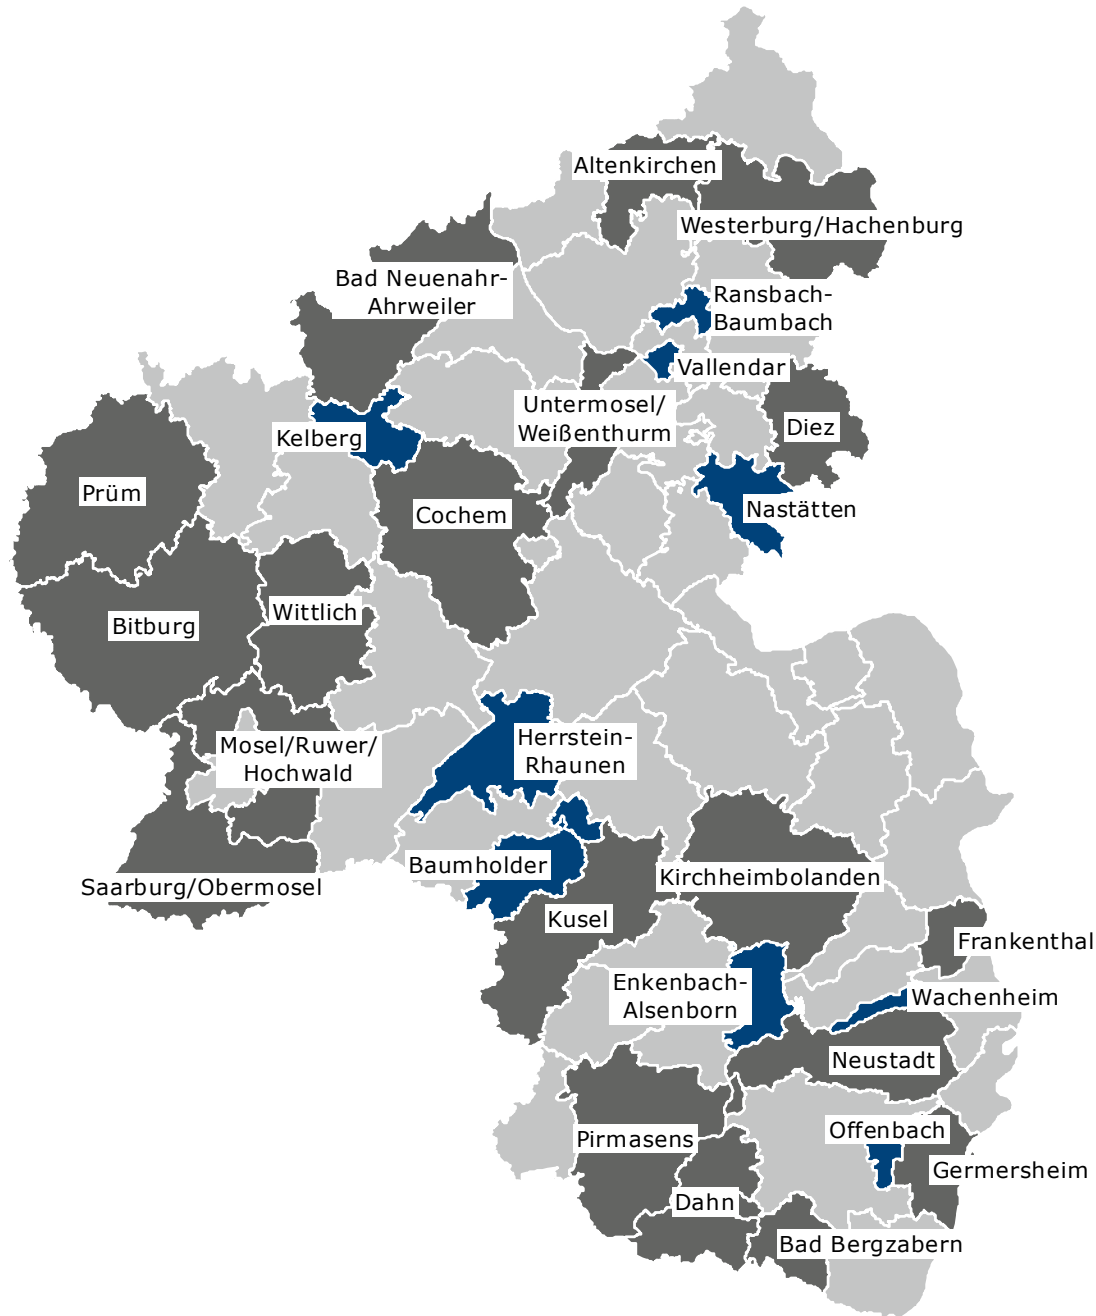 Altenkirchen
Westerburg/Hachenburg
Bad Neuenahr-
Ahrweiler
Ransbach-
Baumbach
Vallendar
Untermosel/
Weißenthurm
Diez
Kelberg
Prüm
Cochem
Nastätten
Bitburg
Wittlich
Mosel/Ruwer/
Hochwald
Herrstein-
Rhaunen
Baumholder
Saarburg/Obermosel
Kirchheimbolanden
Kusel
Frankenthal
Enkenbach-
Alsenborn
Wachenheim
Neustadt
Offenbach
Pirmasens
Germersheim
Dahn
Bad Bergzabern